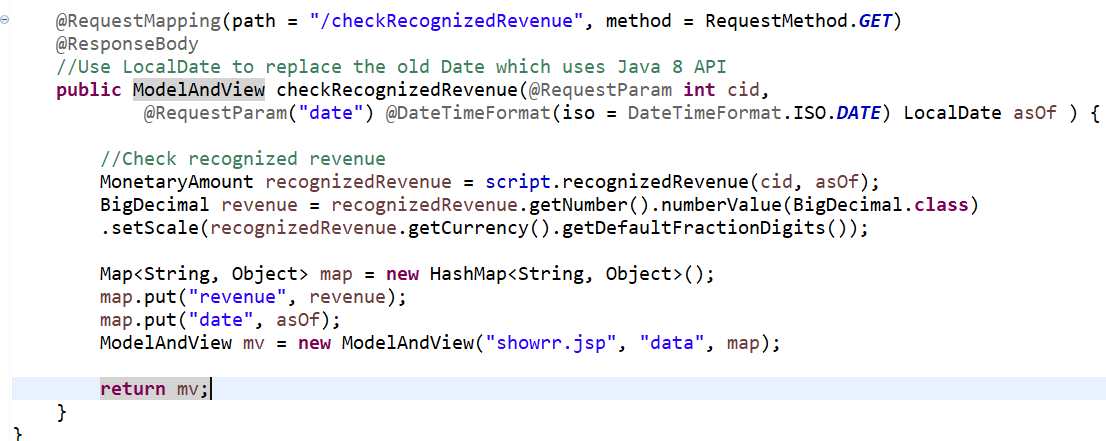 @RequestMapping(path = "/checkRecognizedRevenue", method = RequestMethod.GET)
@ResponseBody
//Use LocalDate to replace the old Date which uses Java 8 API
public ModelAndView checkRecognizedRevenue(@RequestParam int cid,
@RequestParam("date") @DateTimeFormat(iso = DateTimeFormat.ISO.DATE) LocalDate asOf ) {
//Check recognized revenue
MonetaryAmount recognizedRevenue = script.recognizedRevenue(cid, asOf);
BigDecimal revenue = recognizedRevenue.getNumber().numberValue(BigDecimal.class)
.setScale(recognizedRevenue.getCurrency().getDefaultFractionDigits());
Map<String, Object> map = new HashMap<String, Object>();
map.put("revenue", revenue);
map.put("date", asOf);
ModelAndView mv = new ModelAndView("showrr.jsp", "data", map);
return mv;
}
}